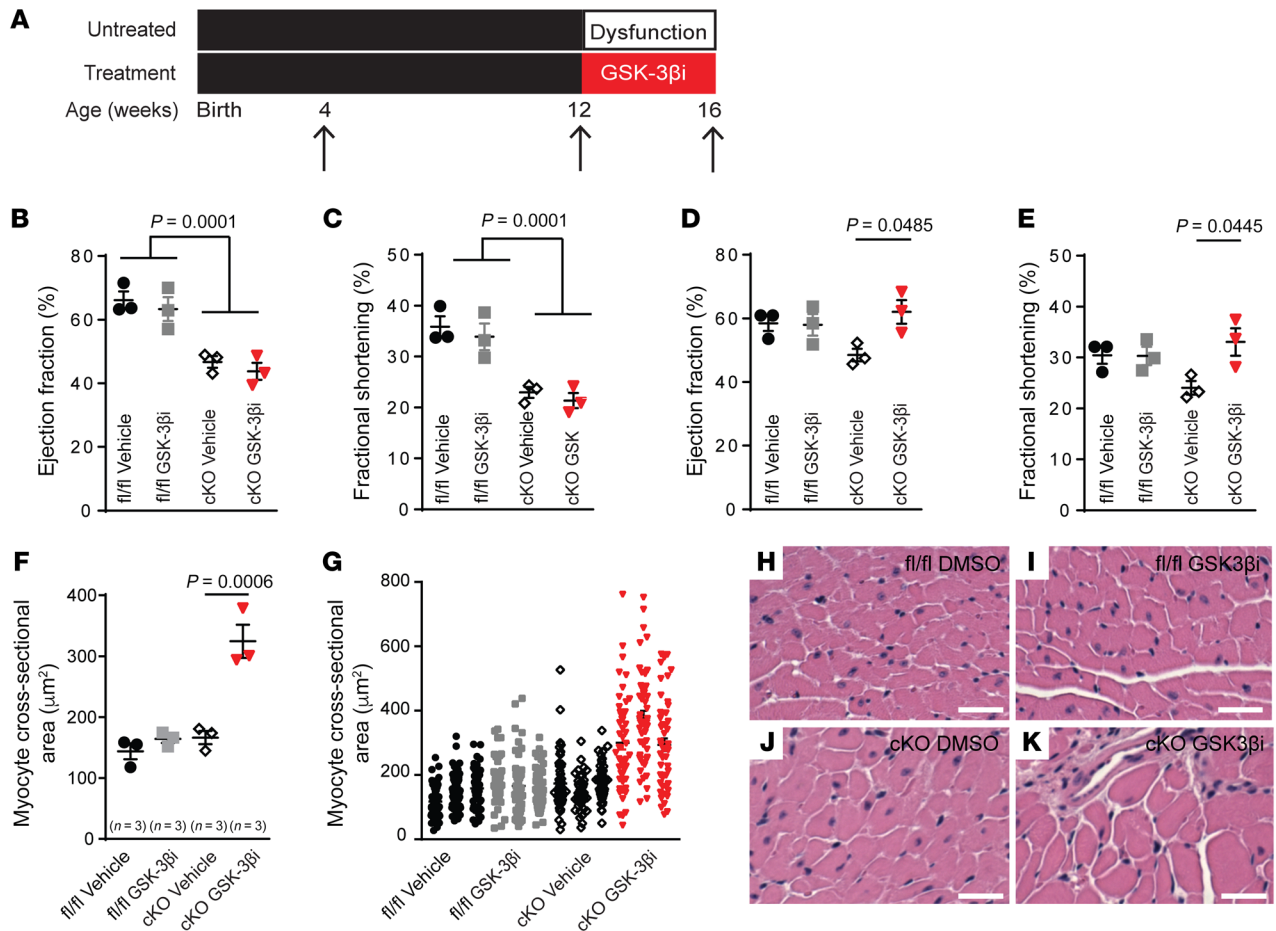 A
Untreated
Dysfunction
Treatment
GSK-3βi
Age (weeks)
Birth
4
12
16
B
P = 0.0001
Ejection fraction (%)
80
60
40
20
0
fl/fl Vehicle
fl/fl GSK-3βi
cKO Vehicle
cKO GSK-3βi
C
P = 0.0001
Fractional shortening (%)
50
40
30
20
10
0
fl/fl Vehicle
fl/fl GSK-3βi
cKO Vehicle
cKO GSK
D
P = 0.0485
Ejection fraction (%)
80
60
40
20
0
fl/fl Vehicle
fl/fl GSK-3βi
cKO Vehicle
cKO GSK-3βi
E
P = 0.0445
Fractional shortening (%)
50
40
30
20
10
0
fl/fl Vehicle
fl/fl GSK-3βi
cKO Vehicle
cKO GSK-3βi
F
P = 0.0006
Myocyte cross-sectional
area (μm²)
400
300
200
100
0
(n = 3)
(n = 3)
(n = 3)
(n = 3)
fl/fl Vehicle
fl/fl GSK-3βi
cKO Vehicle
cKO GSK-3βi
G
Myocyte cross-sectional
area (μm²)
800
600
400
200
0
fl/fl Vehicle
fl/fl GSK-3βi
cKO Vehicle
cKO GSK-3βi
H
fl/fl DMSO
I
fl/fl GSK3βi
J
cKO DMSO
K
cKO GSK3βi